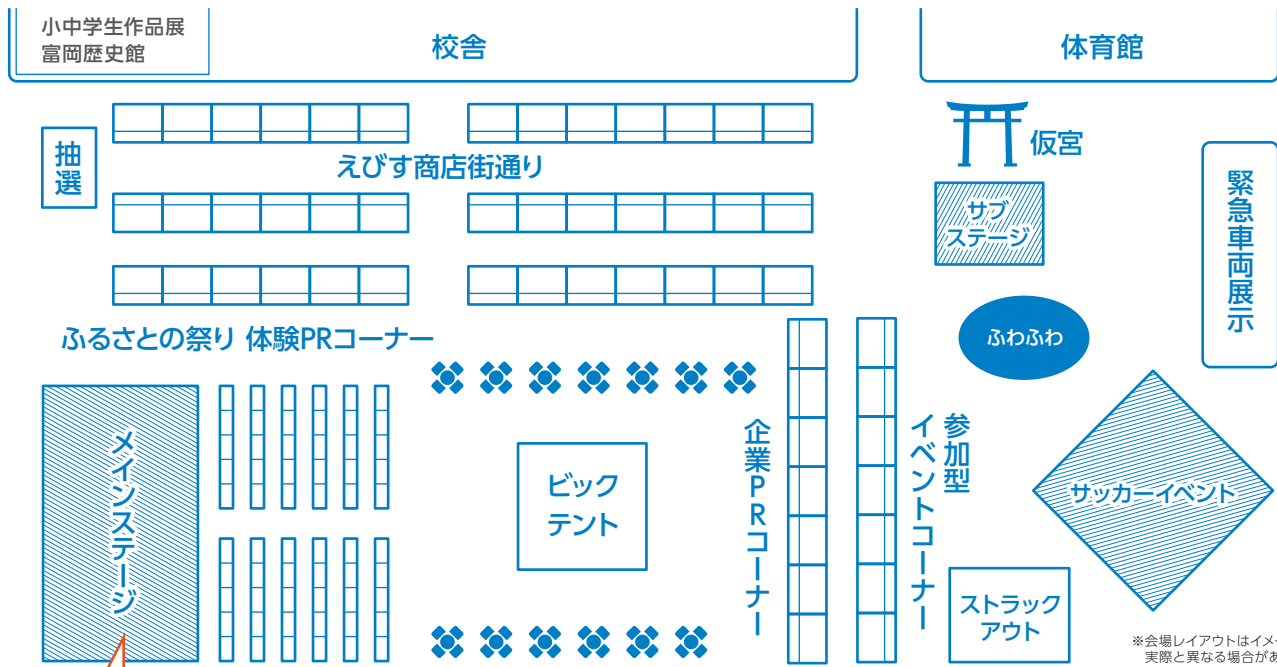 小中学生作品展
富岡歴史館
校舎
体育館
抽選
えびす商店街通り
仮宮
サブ
ステージ
緊急車両展示
ふるさとの祭り 体験PRコーナー
ふわふわ
メインステージ
ビック
テント
企業PRコーナー
参加型
イベントコーナー
サッカーイベント
ストラック
アウト
※会場レイアウトはイメ
実際と異なる場合があ